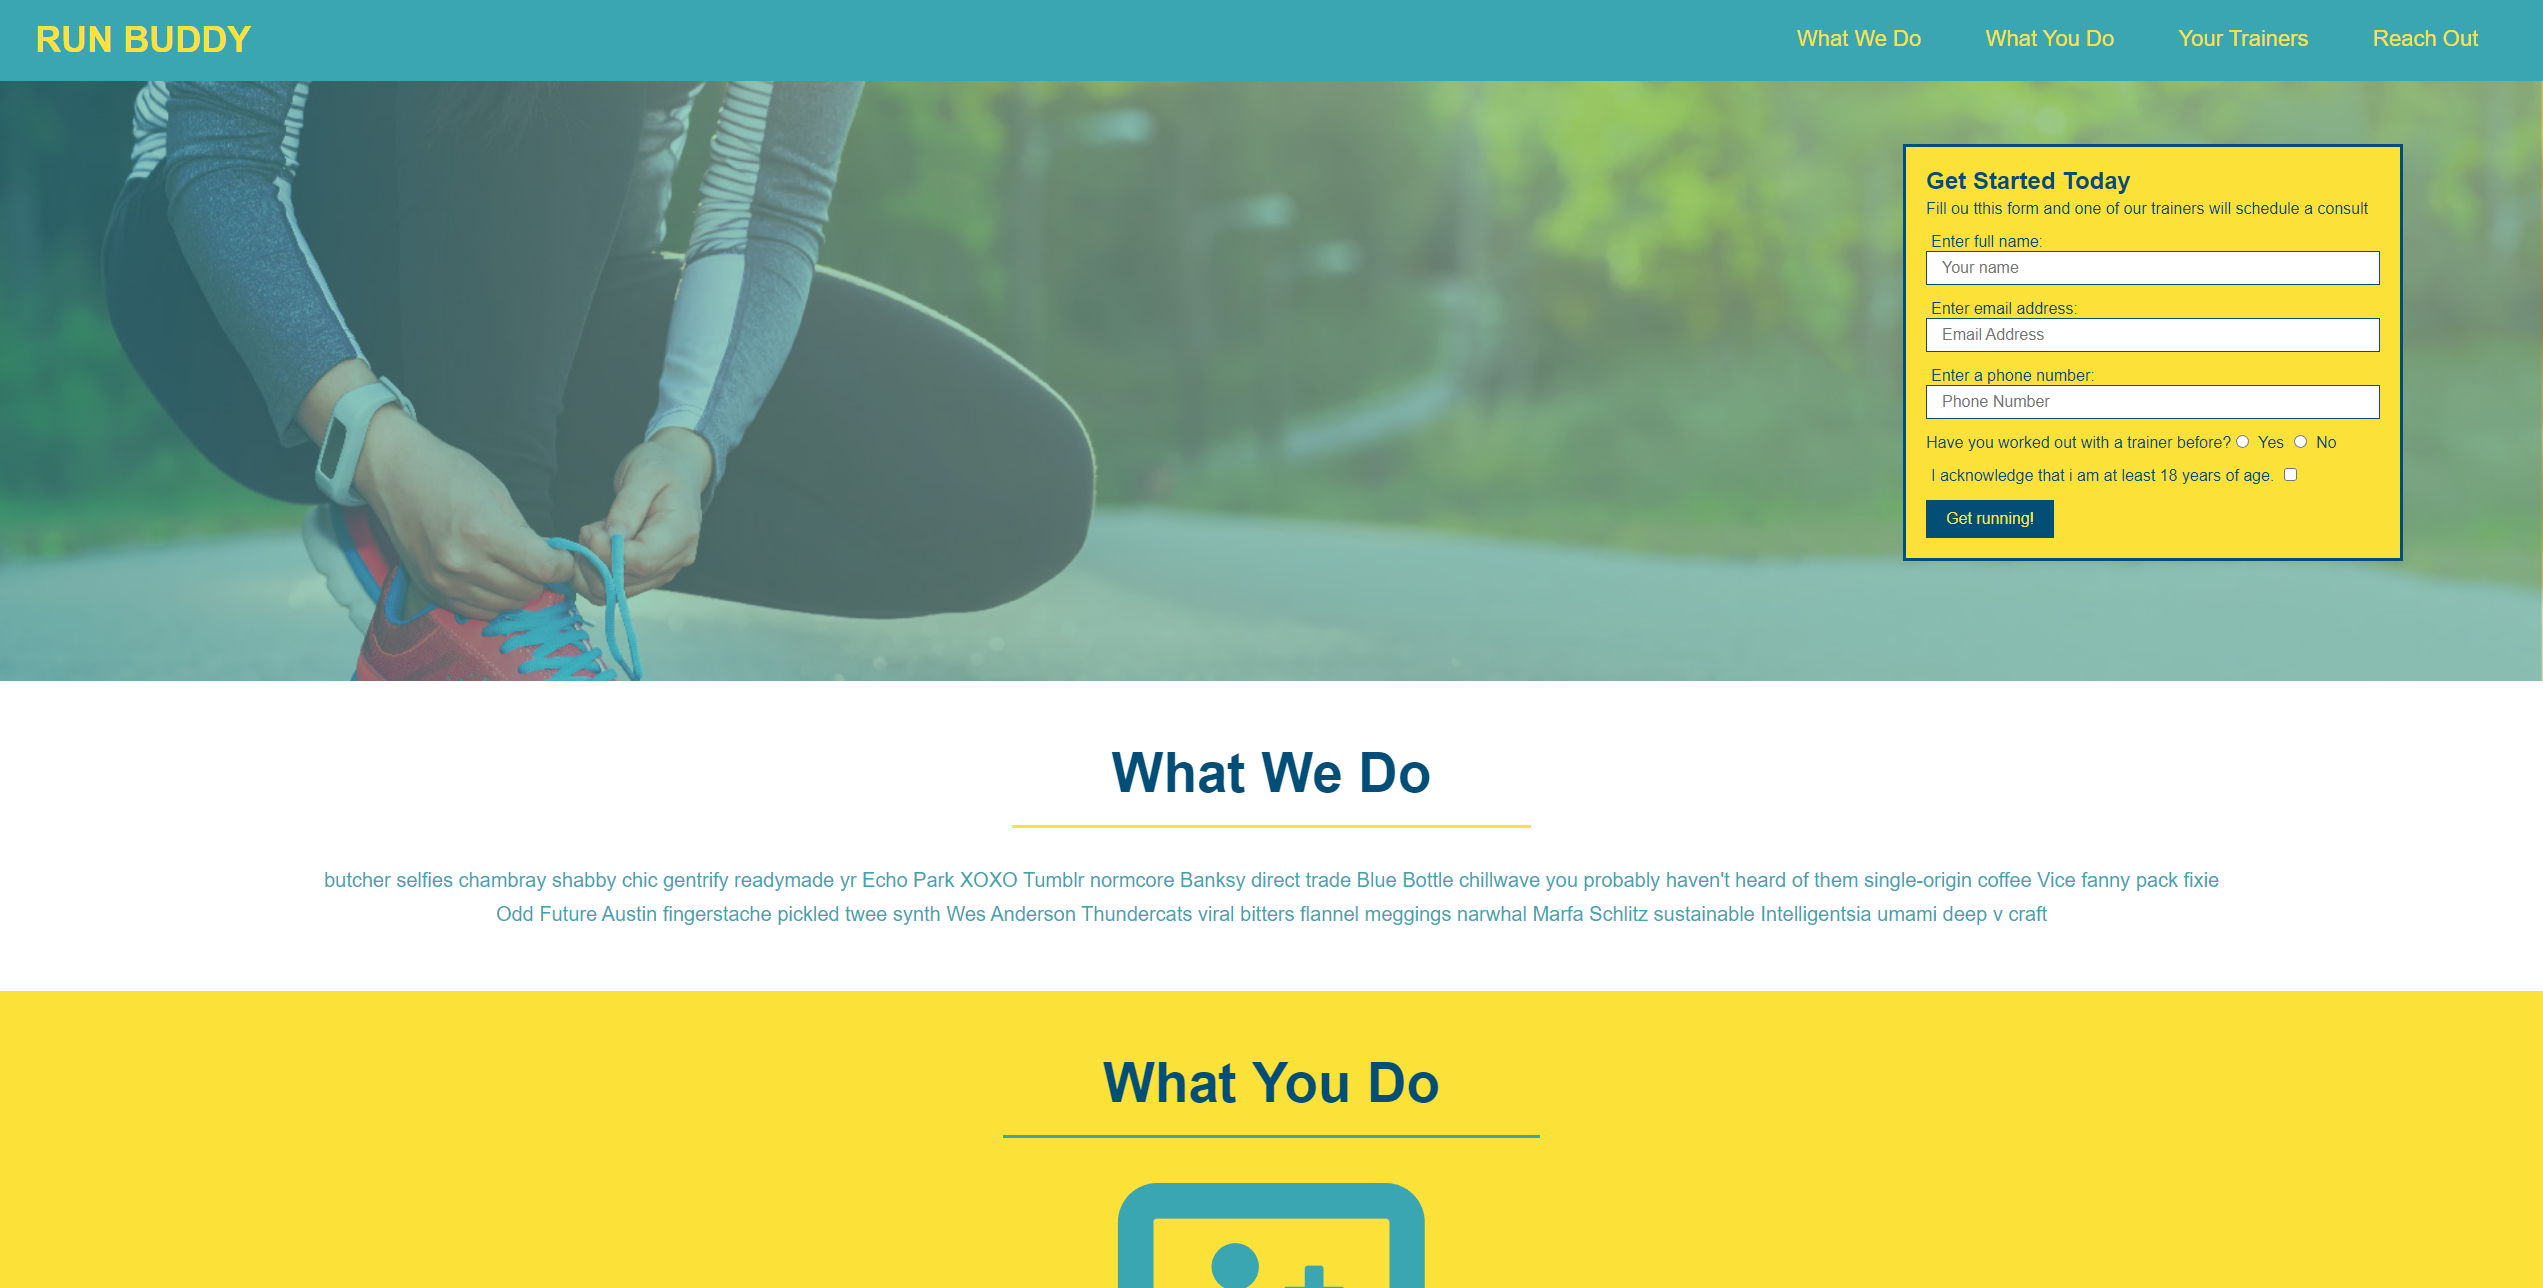 RUN BUDDY
What We Do
What You Do
Your Trainers
Reach Out
Get Started Today
Fill ou tthis form and one of our trainers will schedule a consult
Enter full name:
Your name
Enter email address:
Email Address
Enter a phone number:
Phone Number
Have you worked out with a trainer before? Yes No
I acknowledge that i am at least 18 years of age.
Get running!
What We Do
butcher selfies chambray shabby chic gentrify readymade yr Echo Park XOXO Tumblr normcore Banksy direct trade Blue Bottle chillwave you probably haven't heard of them single-origin coffee Vice fanny pack fixie
Odd Future Austin fingerstache pickled twee synth Wes Anderson Thundercats viral bitters flannel meggings narwhal Marfa Schlitz sustainable Intelligentsia umami deep v craft
What You Do